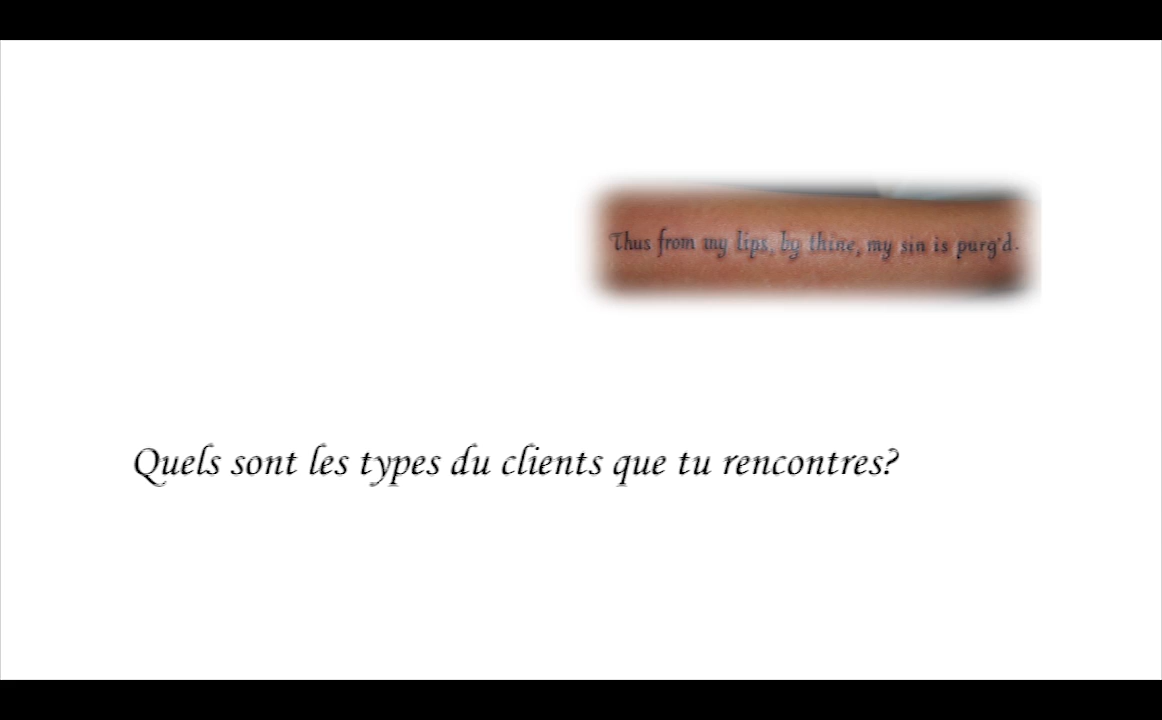 Thus from my lips, by thine, my sin is purg'd.
Quels sont les types du clients que tu rencontres?